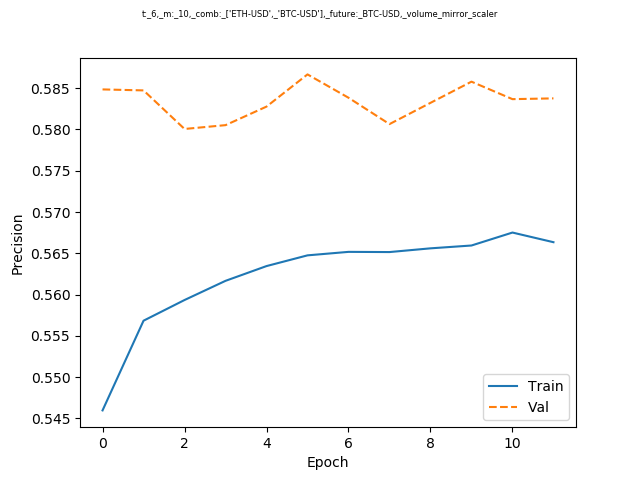 t:_6,_m:_10,_comb:_['ETH-USD',_'BTC-USD'],_future:_BTC-USD,_volume_mirror_scaler
0.585
0.580
0.575
0.570
0.565
0.560
0.555
0.550
0.545
Precision
0 2 4 6 8 10
Epoch
Train
Val